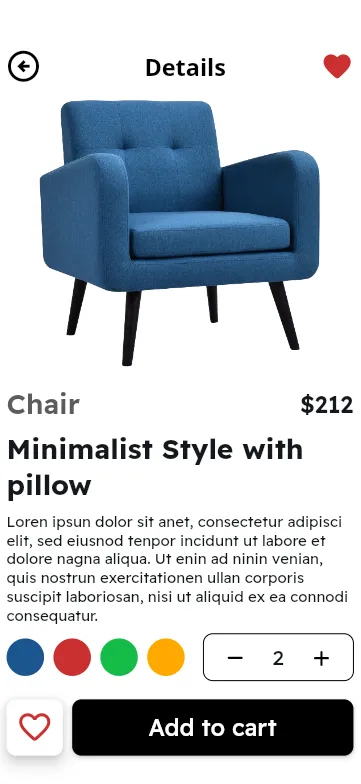 Details
Chair
$212
Minimalist Style with
pillow
Loren ipsun dolor sit anet, consectetur adipisci
elit, sed eiusnod tenpor incidunt ut labore et
dolore nagna aliqua. Ut enin ad ninin venian,
quis nostrun exercitationen ullan corporis
suscipit laboriosan, nisi ut aliquid ex ea connodi
consequatur.
− 2 +
Add to cart